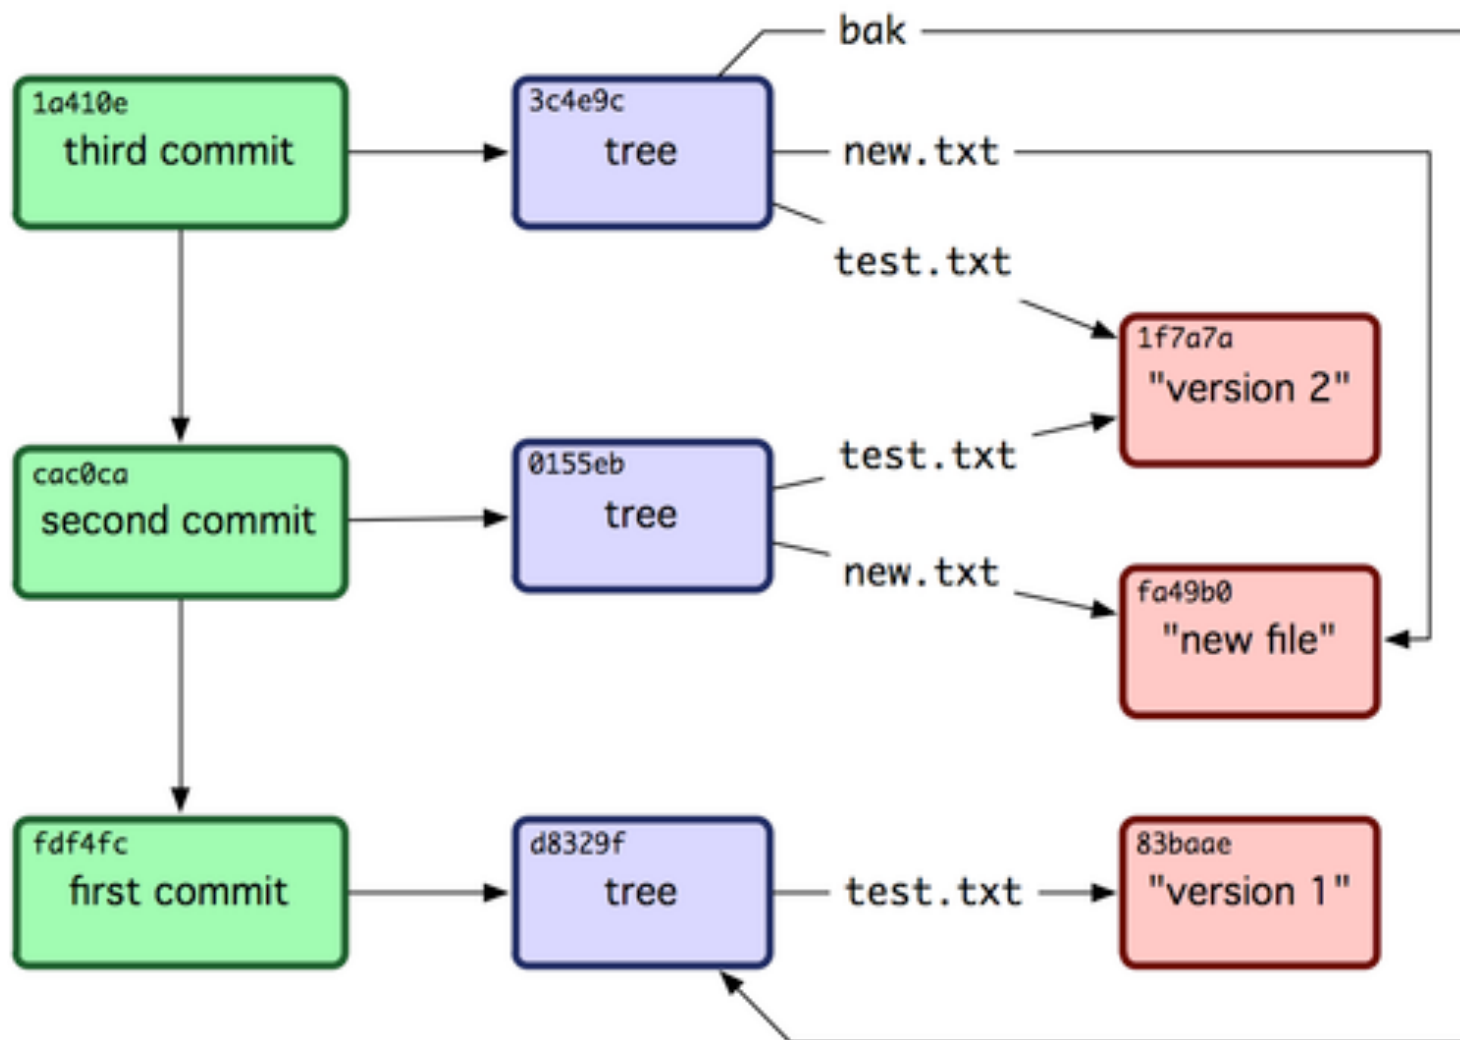 bak
1a410e
third commit
3c4e9c
tree
new.txt
test.txt
1f7a7a
"version 2"
cac0ca
second commit
0155eb
tree
test.txt
new.txt
fa49b0
"new file"
fdf4fc
first commit
d8329f
tree
test.txt
83baae
"version 1"